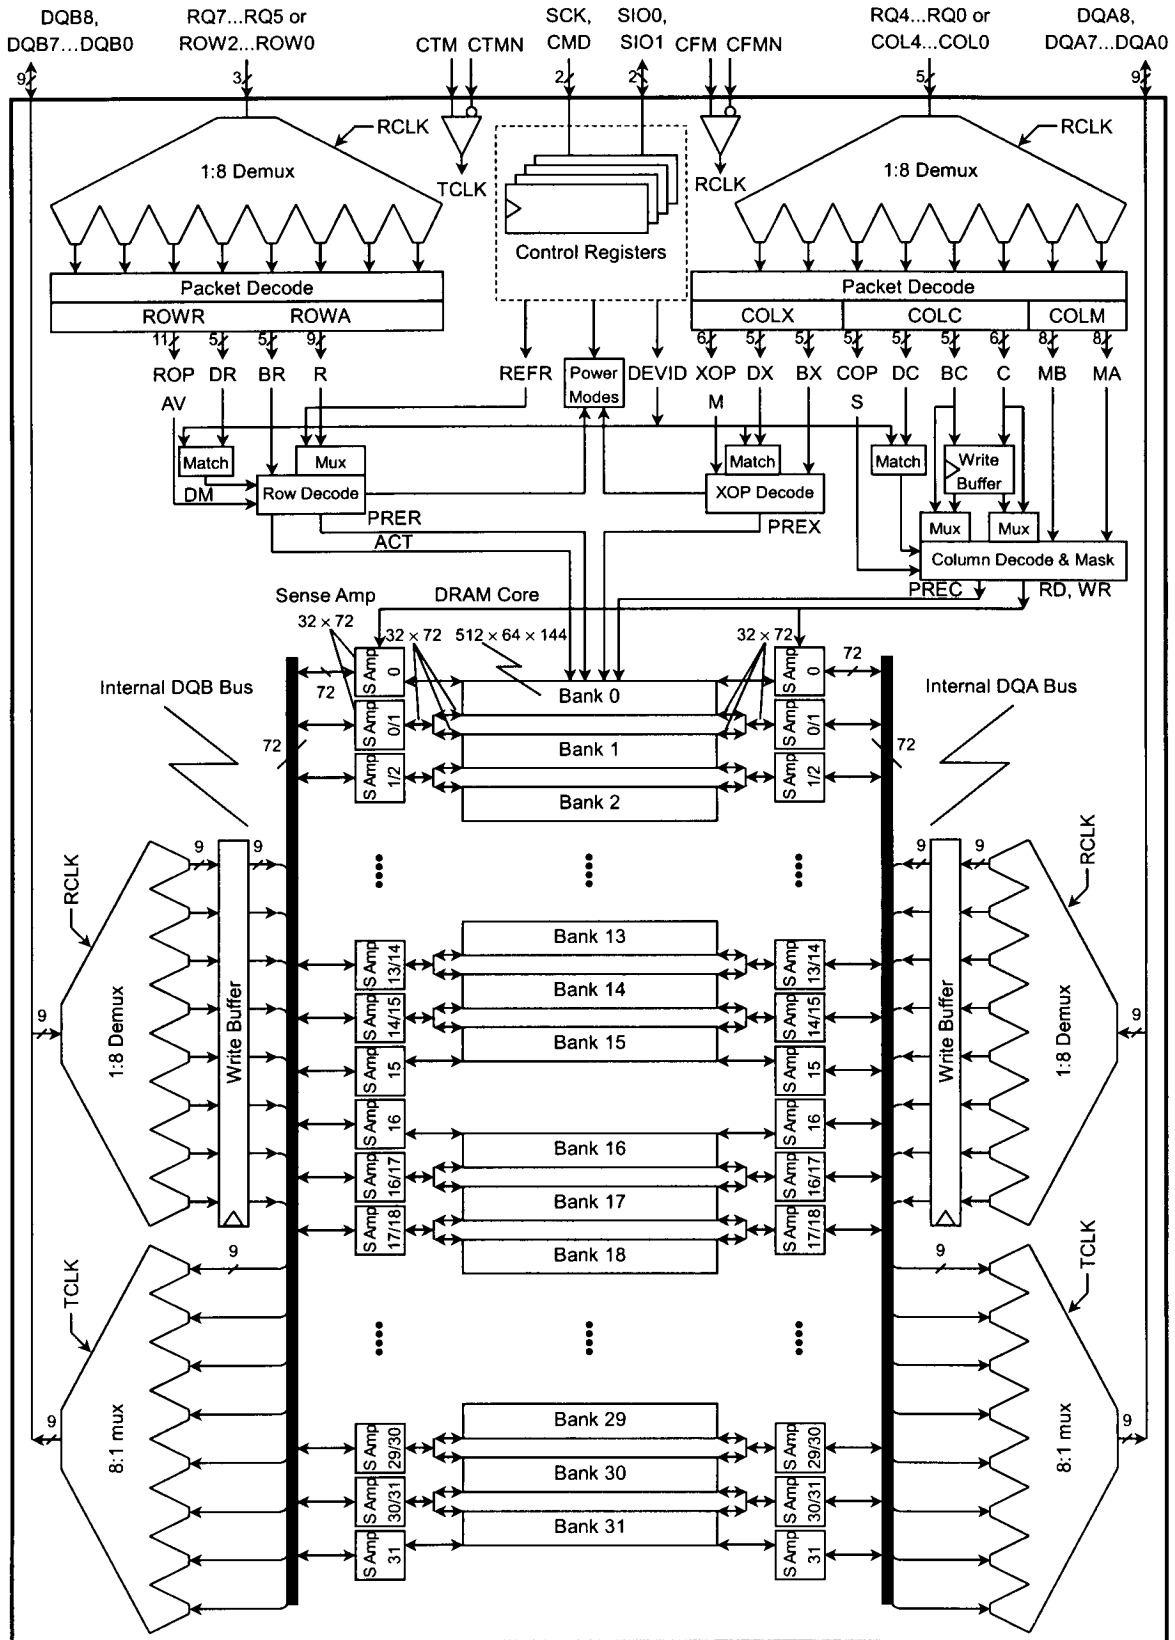 DQB8,
DQB7...DQB0
RQ7...RQ5 or
ROW2...ROW0
CTM
CTMN
SCK,
CMD
SIO0,
SIO1
CFM
CFMN
RQ4...RQ0 or
COL4...COL0
DQA8,
DQA7...DQA0
9
3
2
2
5
9
RCLK
1:8 Demux
TCLK
Control Registers
RCLK
RCLK
1:8 Demux
Packet Decode
ROWR
ROWA
Packet Decode
COLX
COLC
COLM
11
5
5
9
6
5
5
5
5
5
6
8
8
ROP
DR
BR
R
REFR
Power
Modes
DEVID
XOP
DX
BX
COP
DC
BC
C
MB
MA
AV
M
S
Match
Mux
DM
Row Decode
Match
XOP Decode
Match
Write
Buffer
Mux
Mux
Column Decode & Mask
PRER
ACT
PREX
PREC
RD, WR
Sense Amp
DRAM Core
32 × 72
32 × 72
512 × 64 × 144
32 × 72
72
72
S Amp
0
Bank 0
S Amp
0
72
S Amp
0/1
S Amp
0/1
Internal DQB Bus
Internal DQA Bus
72
Bank 1
72
S Amp
1/2
S Amp
1/2
Bank 2
RCLK
9
9
9
9
RCLK
Bank 13
S Amp
13/14
S Amp
13/14
Bank 14
S Amp
14/15
S Amp
14/15
9
1:8 Demux
Write Buffer
Bank 15
Write Buffer
1:8 Demux
9
S Amp
15
S Amp
15
S Amp
16
S Amp
16
Bank 16
S Amp
16/17
S Amp
16/17
Bank 17
S Amp
17/18
S Amp
17/18
Bank 18
TCLK
9
9
TCLK
9
8:1 mux
Bank 29
S Amp
29/30
S Amp
29/30
8:1 mux
9
Bank 30
S Amp
30/31
S Amp
30/31
Bank 31
S Amp
31
S Amp
31